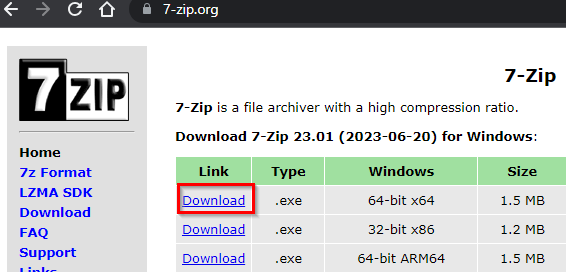 7-zip.org
7ZIP
7-Zip
7-Zip is a file archiver with a high compression ratio.
Download 7-Zip 23.01 (2023-06-20) for Windows:
Link Type Windows Size
Download .exe 64-bit x64 1.5 MB
Download .exe 32-bit x86 1.2 MB
Download .exe 64-bit ARM64 1.5 MB
Home
7z Format
LZMA SDK
Download
FAQ
Support
Links